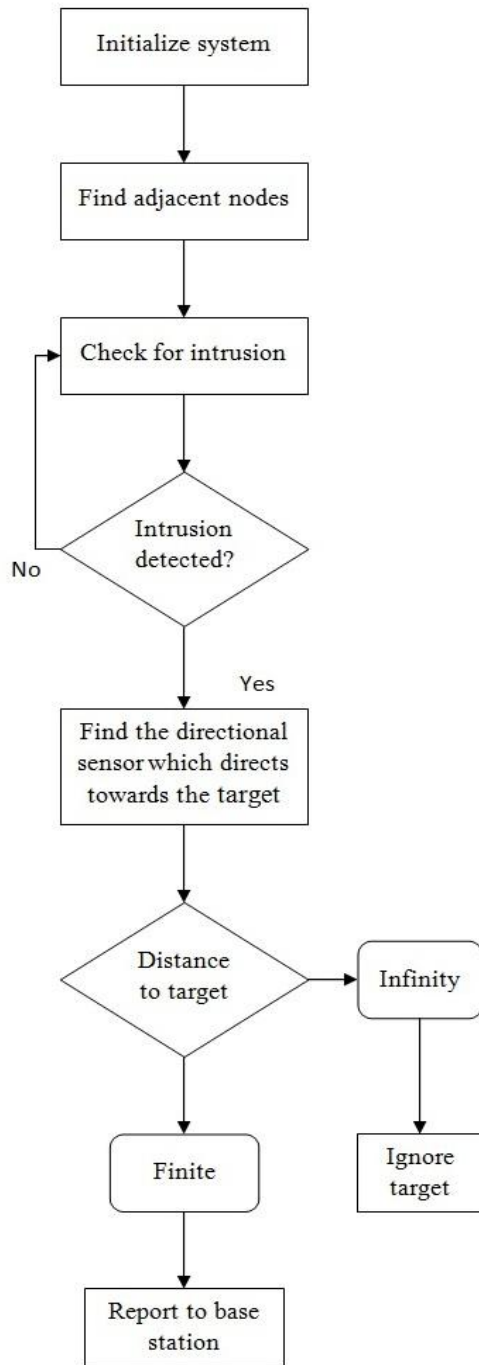 Initialize system
Find adjacent nodes
Check for intrusion
Intrusion
detected?
No
Yes
Find the directional
sensor which directs
towards the target
Distance
to target
Infinity
Finite
Ignore
target
Report to base
station